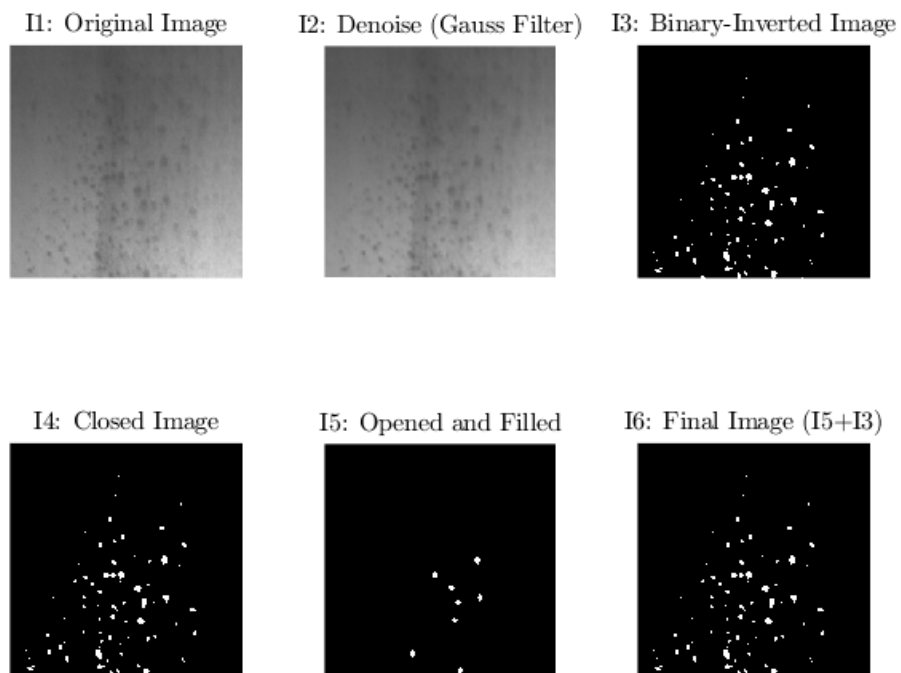 I1: Original Image
I2: Denoise (Gauss Filter)
I3: Binary-Inverted Image
I4: Closed Image
I5: Opened and Filled
I6: Final Image (I5+I3)